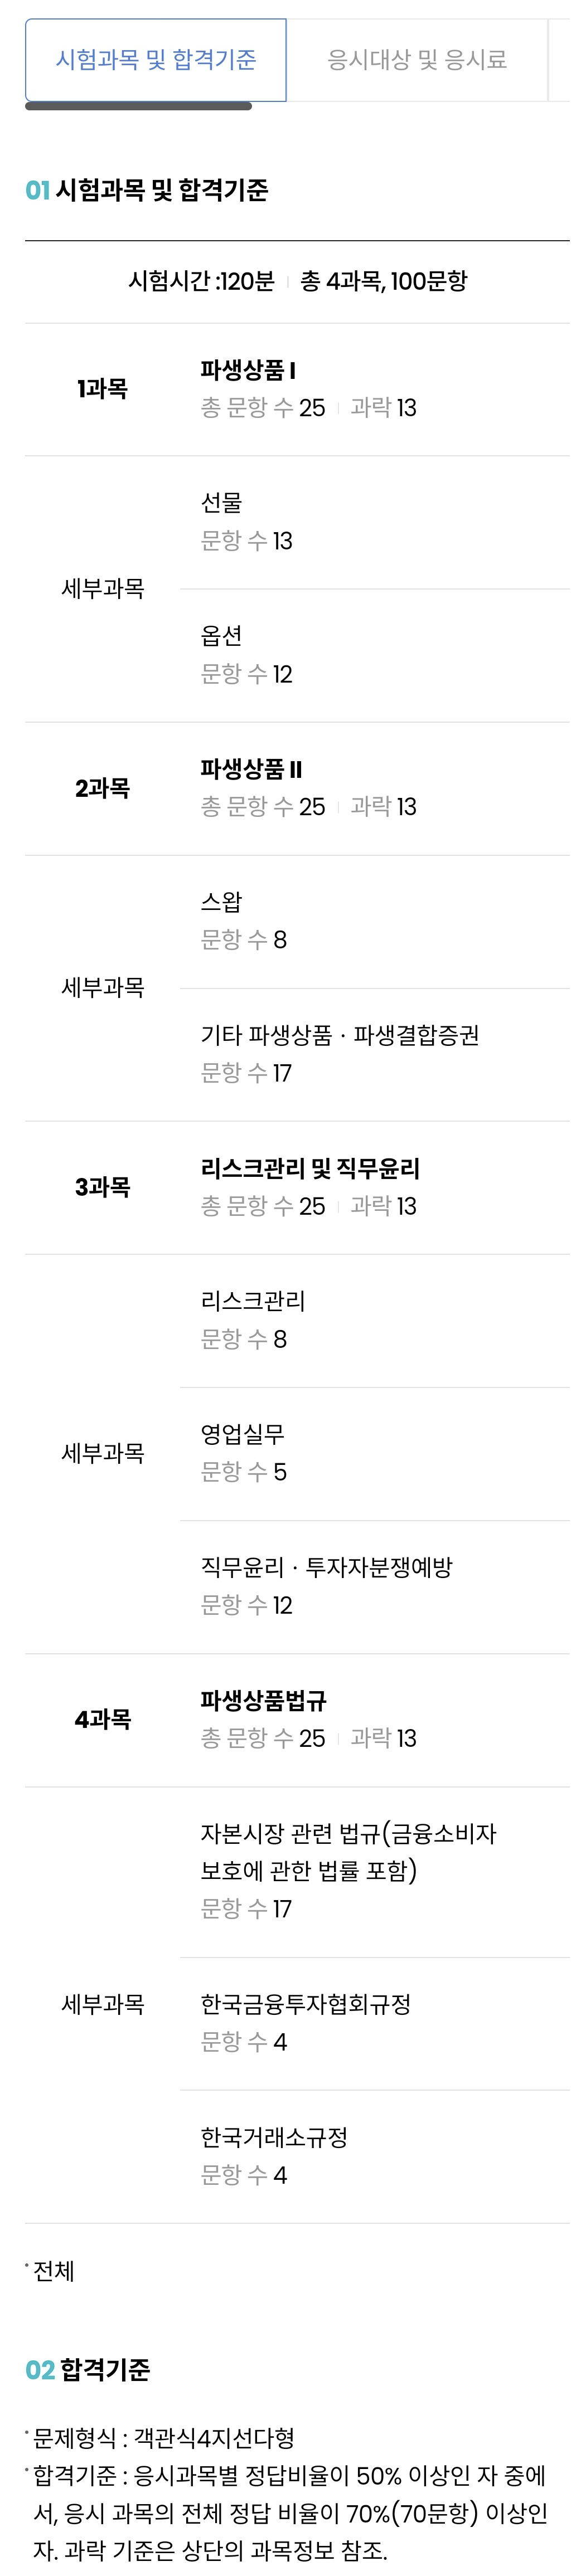 시험과목 및 합격기준
응시대상 및 응시료
01 시험과목 및 합격기준
시험시간 :120분 | 총 4과목, 100문항
1과목
파생상품 I
총 문항 수 25 | 과락 13
세부과목
선물
문항 수 13
옵션
문항 수 12
2과목
파생상품 II
총 문항 수 25 | 과락 13
세부과목
스왑
문항 수 8
기타 파생상품 · 파생결합증권
문항 수 17
3과목
리스크관리 및 직무윤리
총 문항 수 25 | 과락 13
세부과목
리스크관리
문항 수 8
영업실무
문항 수 5
직무윤리 · 투자자분쟁예방
문항 수 12
4과목
파생상품법규
총 문항 수 25 | 과락 13
세부과목
자본시장 관련 법규(금융소비자
보호에 관한 법률 포함)
문항 수 17
한국금융투자협회규정
문항 수 4
한국거래소규정
문항 수 4
· 전체
02 합격기준
· 문제형식 : 객관식4지선다형
· 합격기준 : 응시과목별 정답비율이 50% 이상인 자 중에
서, 응시 과목의 전체 정답 비율이 70%(70문항) 이상인
자. 과락 기준은 상단의 과목정보 참조.